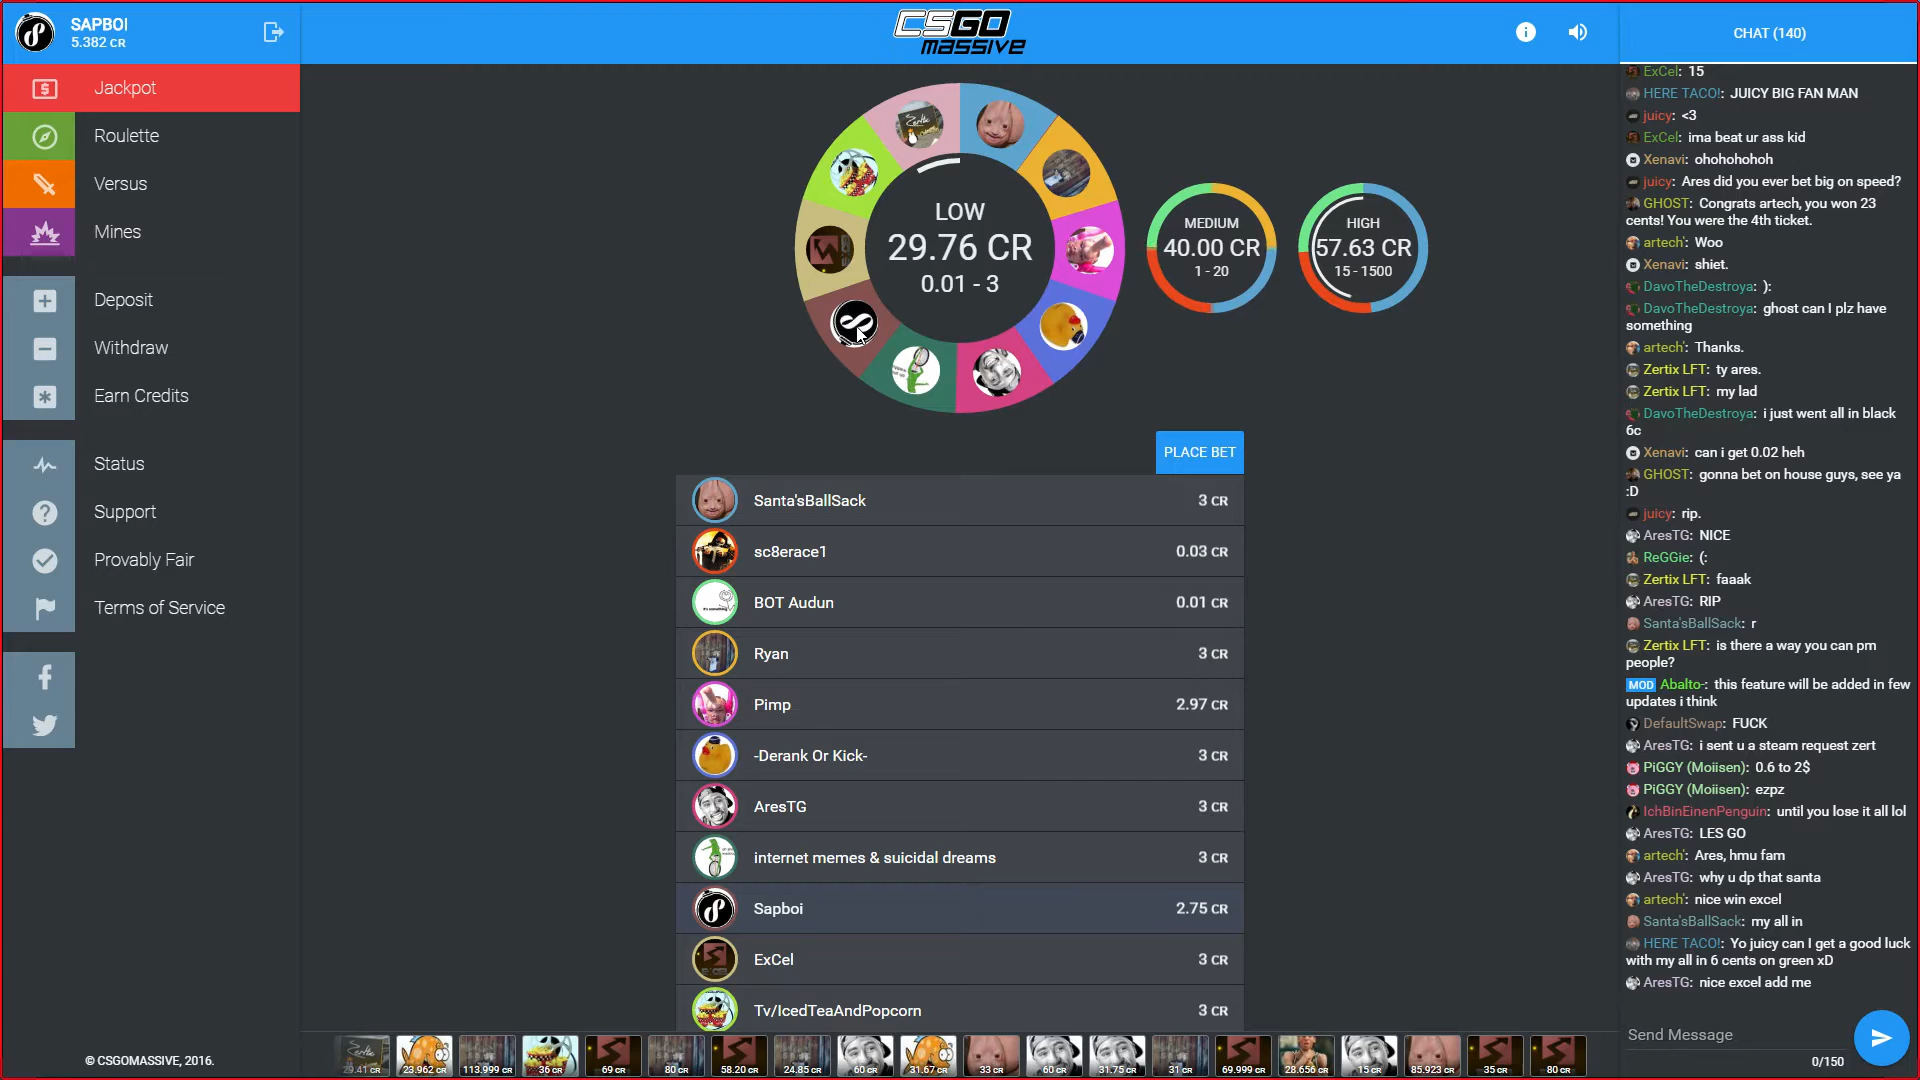 SAPBOI
5.382 CR
CSGO
MASSIVE
CHAT (140)
Jackpot
Roulette
Versus
Mines
Deposit
Withdraw
Earn Credits
Status
Support
Provably Fair
Terms of Service
© CSGOMASSIVE, 2016.
LOW
29.76 CR
0.01 - 3
MEDIUM
40.00 CR
1 - 20
HIGH
57.63 CR
15 - 1500
PLACE BET
Santa'sBallSack 3 CR
sc8erace1 0.03 CR
BOT Audun 0.01 CR
Ryan 3 CR
Pimp 2.97 CR
-Derank Or Kick- 3 CR
AresTG 3 CR
internet memes & suicidal dreams 3 CR
Sapboi 2.75 CR
ExCel 3 CR
Tv/IcedTeaAndPopcorn 3 CR
29.41 CR 23.962 CR 113.999 CR 36 CR 69 CR 80 CR 58.20 CR 24.85 CR 60 CR 31.67 CR 33 CR 60 CR 31.75 CR 31 CR 69.999 CR 28.656 CR 15 CR 85.923 CR 35 CR 80 CR
ExCel: 15
HERE TACO!: JUICY BIG FAN MAN
juicy: <3
ExCel: ima beat ur ass kid
Xenavi: ohohohohoh
juicy: Ares did you ever bet big on speed?
GHOST: Congrats artech, you won 23
cents! You were the 4th ticket.
artech': Woo
Xenavi: shiet.
DavoTheDestroya: ):
DavoTheDestroya: ghost can I plz have
something
artech': Thanks.
Zertix LFT: ty ares.
Zertix LFT: my lad
DavoTheDestroya: i just went all in black
6c
Xenavi: can i get 0.02 heh
GHOST: gonna bet on house guys, see ya
:D
juicy: rip.
AresTG: NICE
ReGGie: (:
Zertix LFT: faaak
AresTG: RIP
Santa'sBallSack: r
Zertix LFT: is there a way you can pm
people?
MOD Abalto-: this feature will be added in few
updates i think
DefaultSwap: FUCK
AresTG: i sent u a steam request zert
PiGGY (Moiisen): 0.6 to 2$
PiGGY (Moiisen): ezpz
IchBinEinenPenguin: until you lose it all lol
AresTG: LES GO
artech': Ares, hmu fam
AresTG: why u dp that santa
artech': nice win excel
Santa'sBallSack: my all in
HERE TACO!: Yo juicy can I get a good luck
with my all in 6 cents on green xD
AresTG: nice excel add me
Send Message
0/150